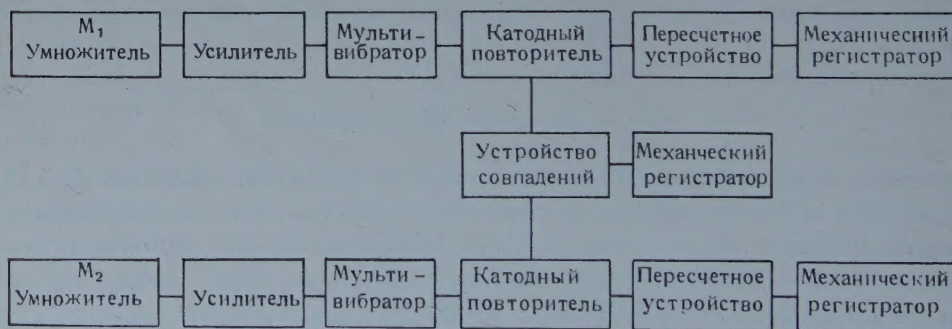 M₁
Умножитель
Усилитель
Мульти-
вибратор
Катодный
повторитель
Пересчетное
устройство
Механический
регистратор
Устройство
совпадений
Механческий
регистратор
M₂
Умножитель
Усилитель
Мульти-
вибратор
Катодный
повторитель
Пересчетное
устройство
Механический
регистратор